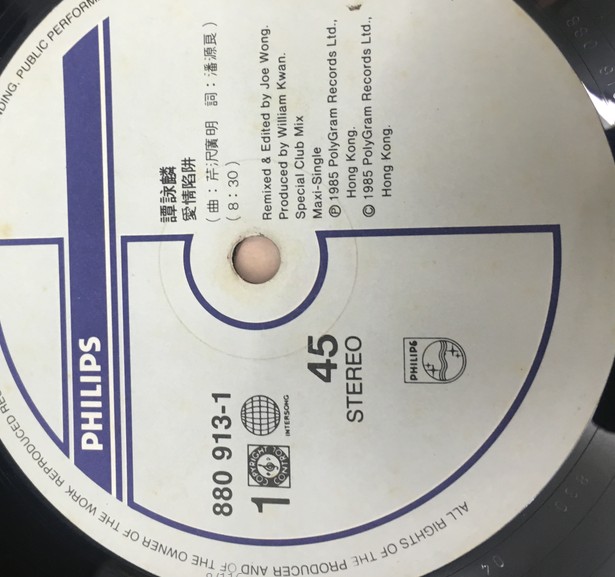 PHILIPS
譚詠麟
愛情陷阱
(曲：芹沢廣明 詞：潘源良)
(8:30)
Remixed & Edited by Joe Wong.
Produced by William Kwan.
Special Club Mix
Maxi-Single
℗ 1985 PolyGram Records Ltd.,
Hong Kong.
© 1985 PolyGram Records Ltd.,
Hong Kong.
880 913-1
1
COPYRIGHT CONTROL
INTERSONG
45
STEREO
PHILIPS
ALL RIGHTS OF THE PRODUCER AND OF THE OWNER OF THE WORK REPRODUCED
DING. PUBLIC PERFORM